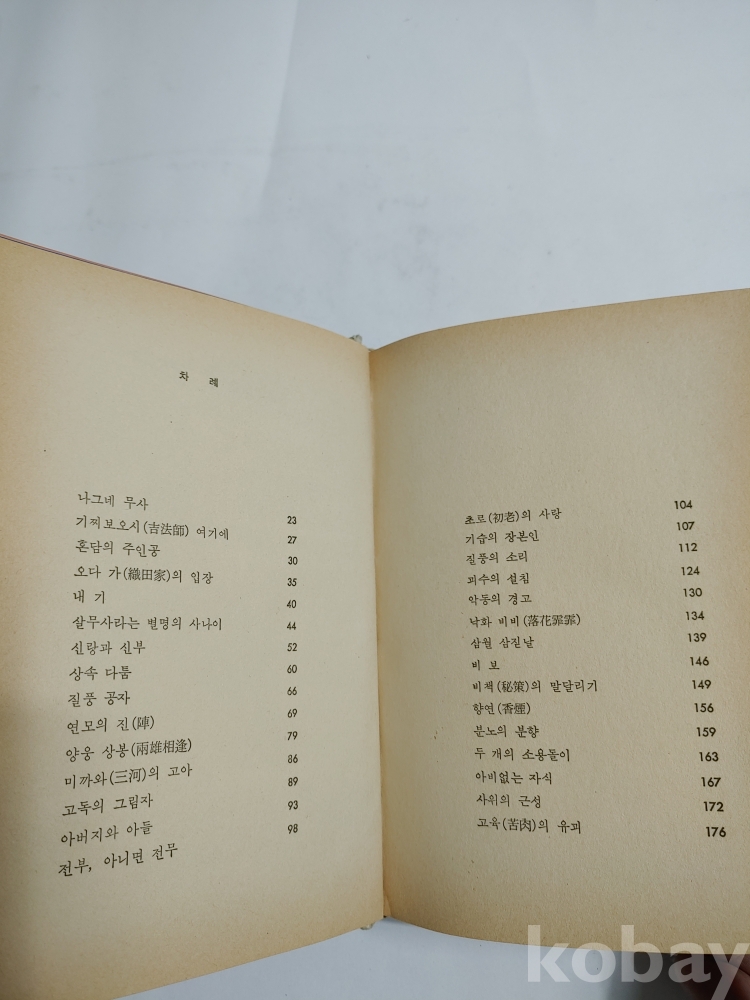 차 례
나그네 무사 23
기찌보오시(吉法師) 여기에 27
혼담의 주인공 30
오다 가(織田家)의 입장 35
내 기 40
살무사라는 별명의 사나이 44
신랑과 신부 52
상속 다툼 60
질풍 공자 66
연모의 진(陣) 69
양웅 상봉(兩雄相逢) 79
미까와(三河)의 고아 86
고독의 그림자 89
아버지와 아들 93
전부, 아니면 전무 98
초로(初老)의 사랑 104
기습의 장본인 107
질풍의 소리 112
괴수의 설침 124
악동의 경고 130
낙화 비비(落花霏霏) 134
삼월 삼짇날 139
비 보 146
비책(秘策)의 말달리기 149
향연(香煙) 156
분노의 분향 159
두 개의 소용돌이 163
아비없는 자식 167
사위의 근성 172
고육(苦肉)의 유괴 176
kobay